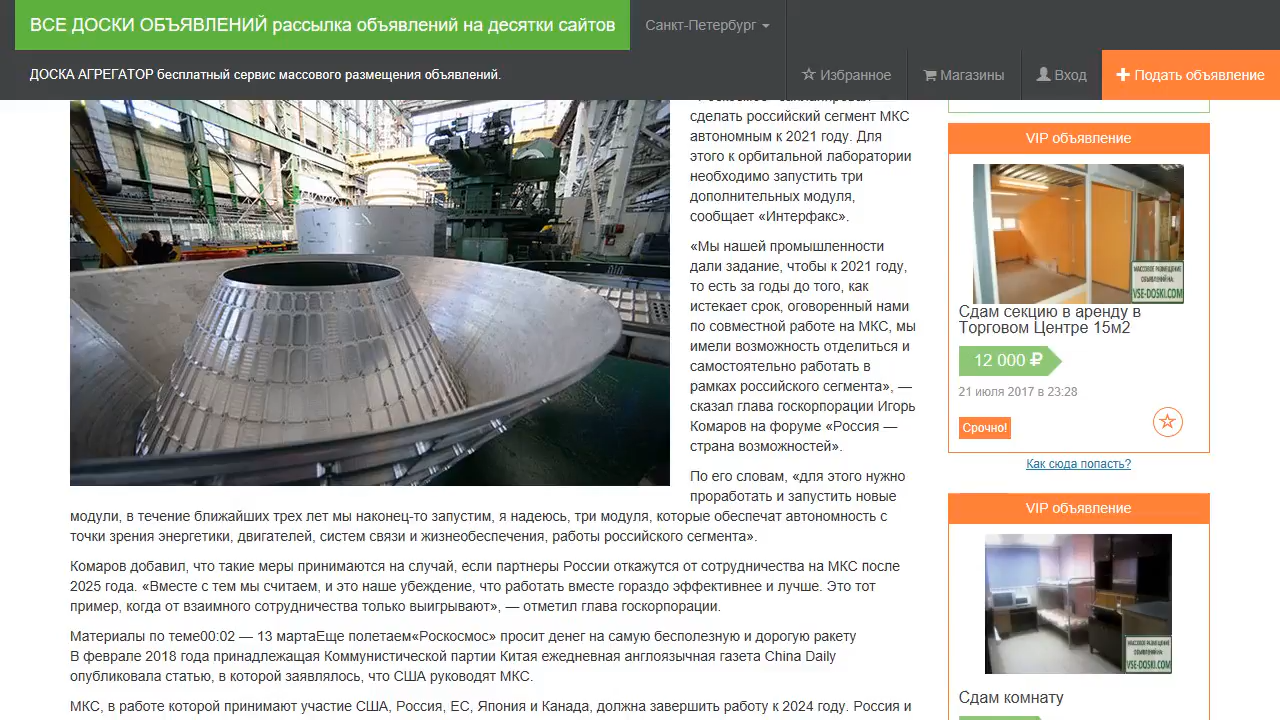 ВСЕ ДОСКИ ОБЪЯВЛЕНИЙ рассылка объявлений на десятки сайтов
Санкт-Петербург
ДОСКА АГРЕГАТОР бесплатный сервис массового размещения объявлений.
Избранное
Магазины
Вход
Подать объявление
сделать российский сегмент МКС
автономным к 2021 году. Для
этого к орбитальной лаборатории
необходимо запустить три
дополнительных модуля,
сообщает «Интерфакс».
«Мы нашей промышленности
дали задание, чтобы к 2021 году,
то есть за годы до того, как
истекает срок, оговоренный нами
по совместной работе на МКС, мы
имели возможность отделиться и
самостоятельно работать в
рамках российского сегмента», —
сказал глава госкорпорации Игорь
Комаров на форуме «Россия —
страна возможностей».
По его словам, «для этого нужно
проработать и запустить новые
модули, в течение ближайших трех лет мы наконец-то запустим, я надеюсь, три модуля, которые обеспечат автономность с
точки зрения энергетики, двигателей, систем связи и жизнеобеспечения, работы российского сегмента».
Комаров добавил, что такие меры принимаются на случай, если партнеры России откажутся от сотрудничества на МКС после
2025 года. «Вместе с тем мы считаем, и это наше убеждение, что работать вместе гораздо эффективнее и лучше. Это тот
пример, когда от взаимного сотрудничества только выигрывают», — отметил глава госкорпорации.
Материалы по теме00:02 — 13 мартаЕще полетаем«Роскосмос» просит денег на самую бесполезную и дорогую ракету
В феврале 2018 года принадлежащая Коммунистической партии Китая ежедневная англоязычная газета China Daily
опубликовала статью, в которой заявлялось, что США руководят МКС.
МКС, в работе которой принимают участие США, Россия, ЕС, Япония и Канада, должна завершить работу к 2024 году. Россия и
VIP объявление
МАССОВОЕ РАЗМЕЩЕНИЕ
ОБЪЯВЛЕНИЙ НА:
VSE-DOSKI.COM
Сдам секцию в аренду в
Торговом Центре 15м2
12 000 ₽
21 июля 2017 в 23:28
Срочно!
Как сюда попасть?
VIP объявление
МАССОВОЕ РАЗМЕЩЕНИЕ
ОБЪЯВЛЕНИЙ НА:
VSE-DOSKI.COM
Сдам комнату